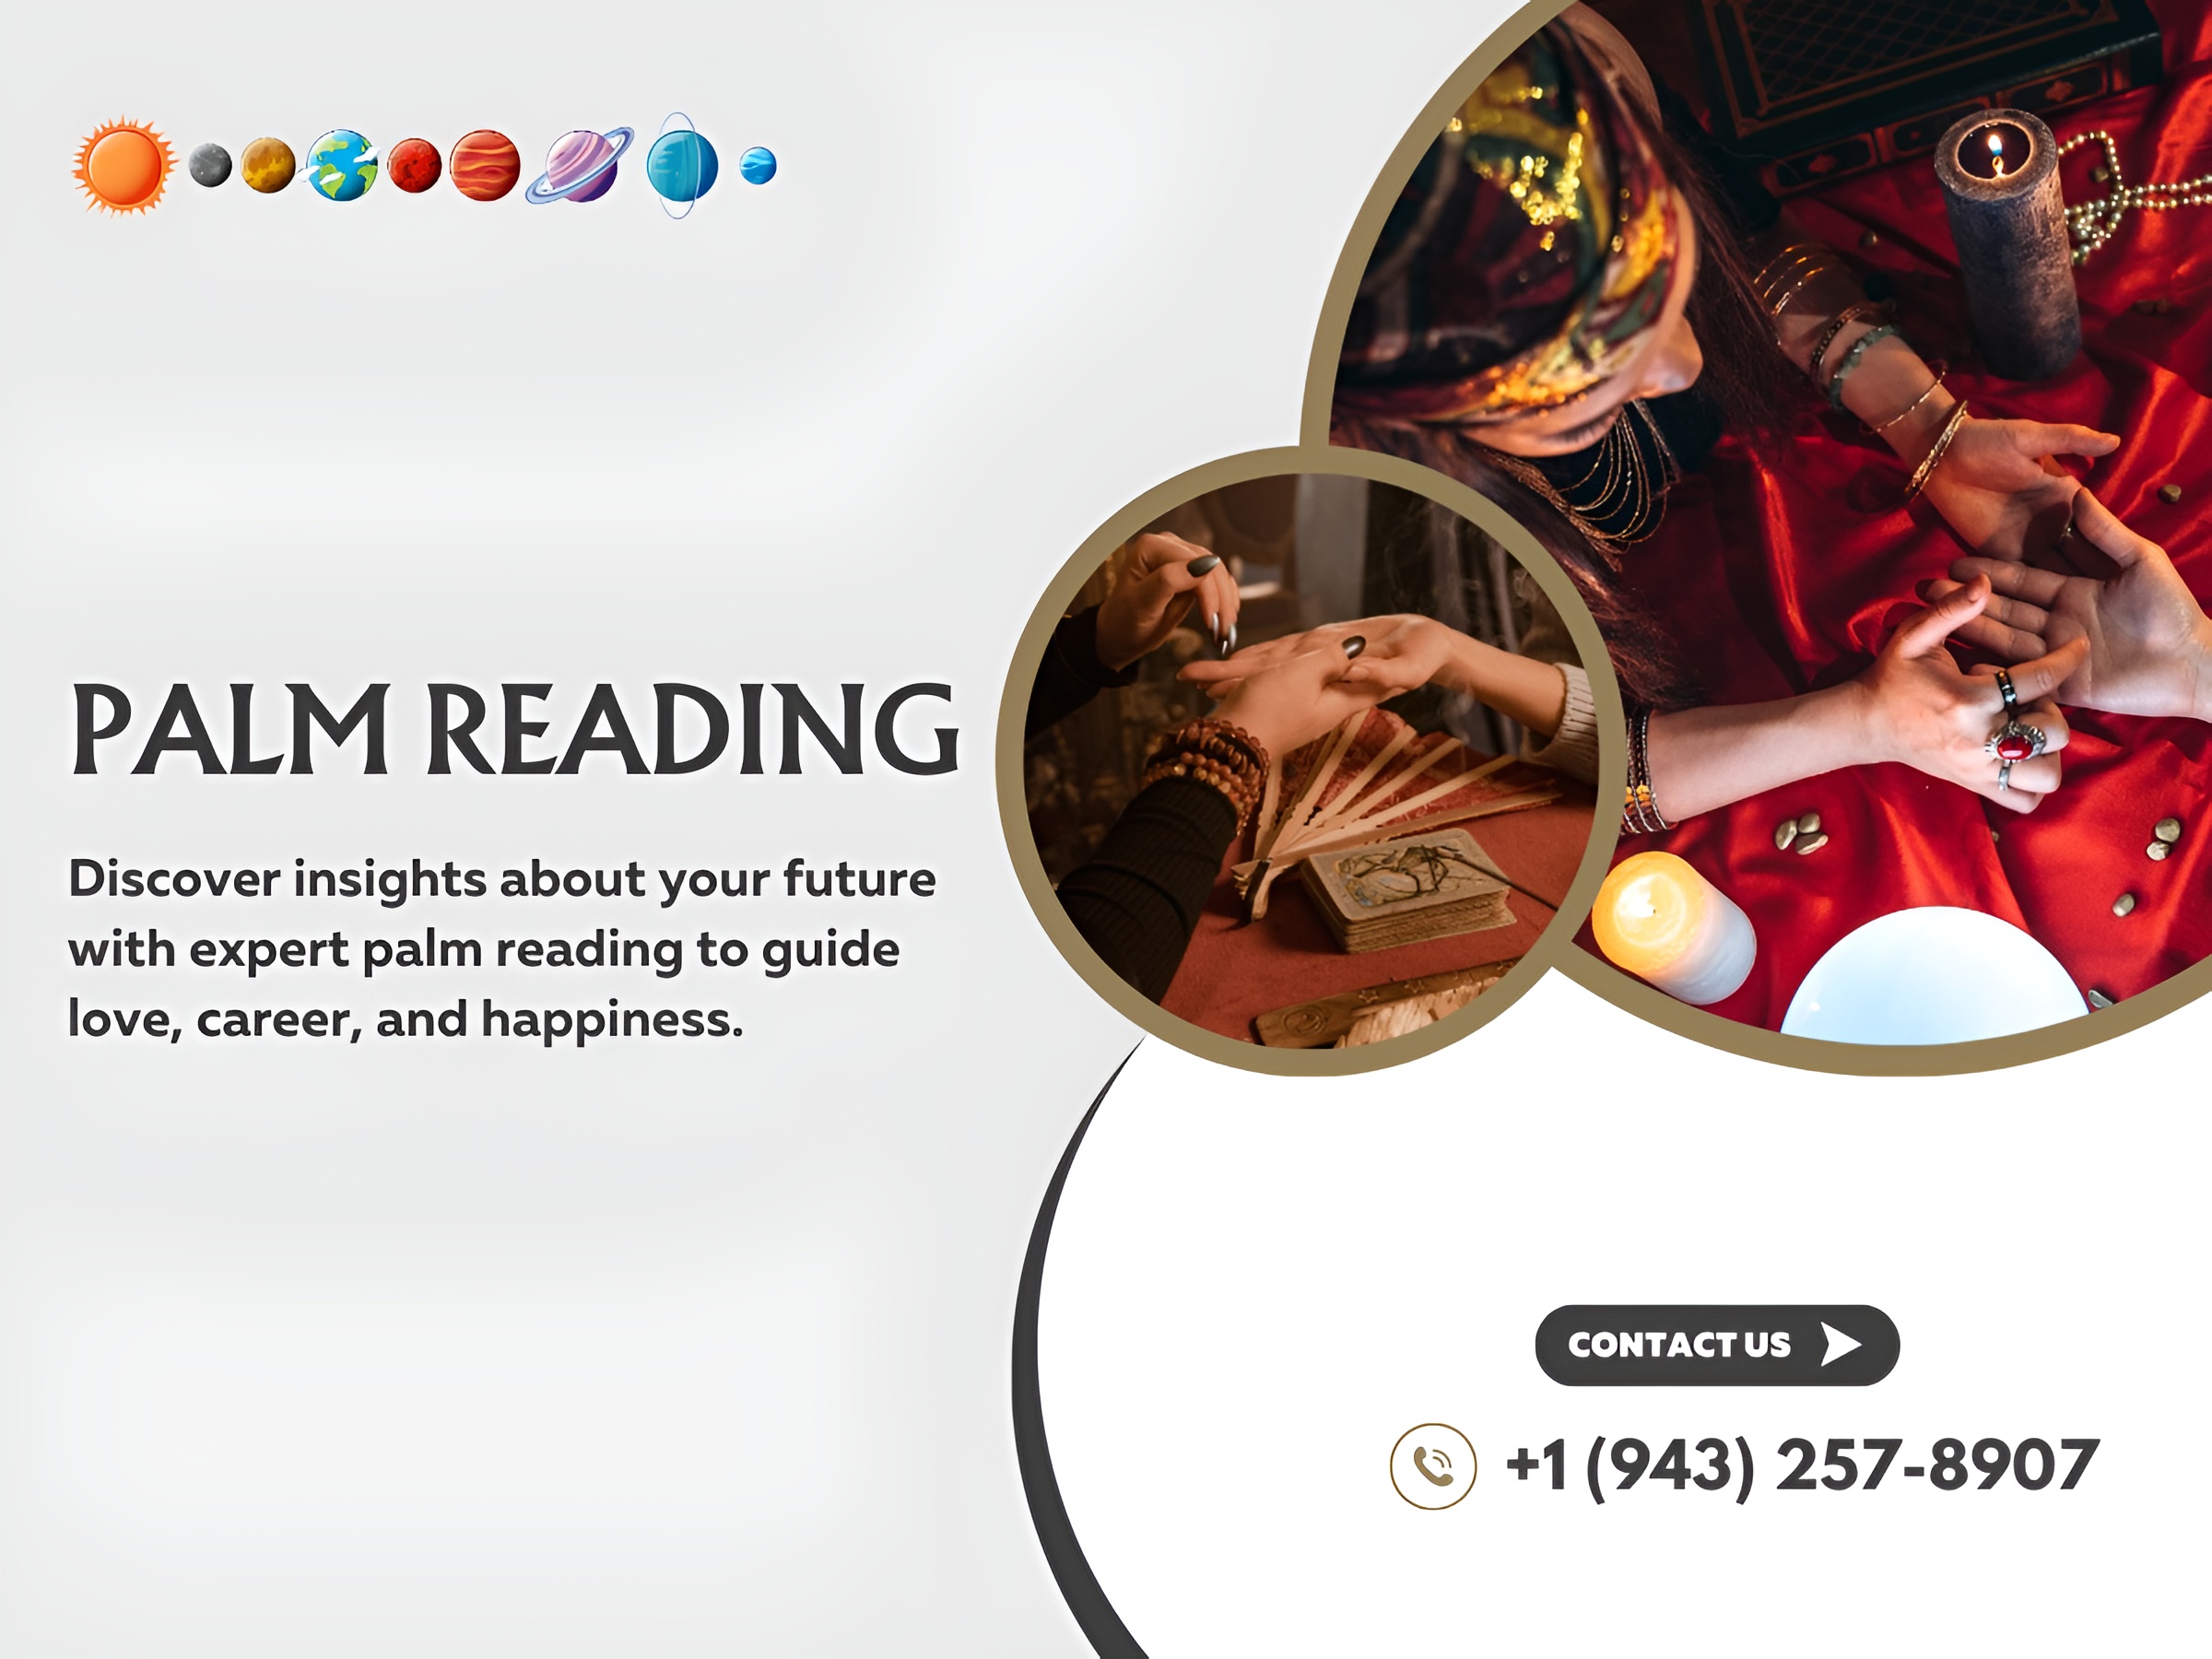 PALM READING
Discover insights about your future
with expert palm reading to guide
love, career, and happiness.
CONTACT US
+1 (943) 257-8907